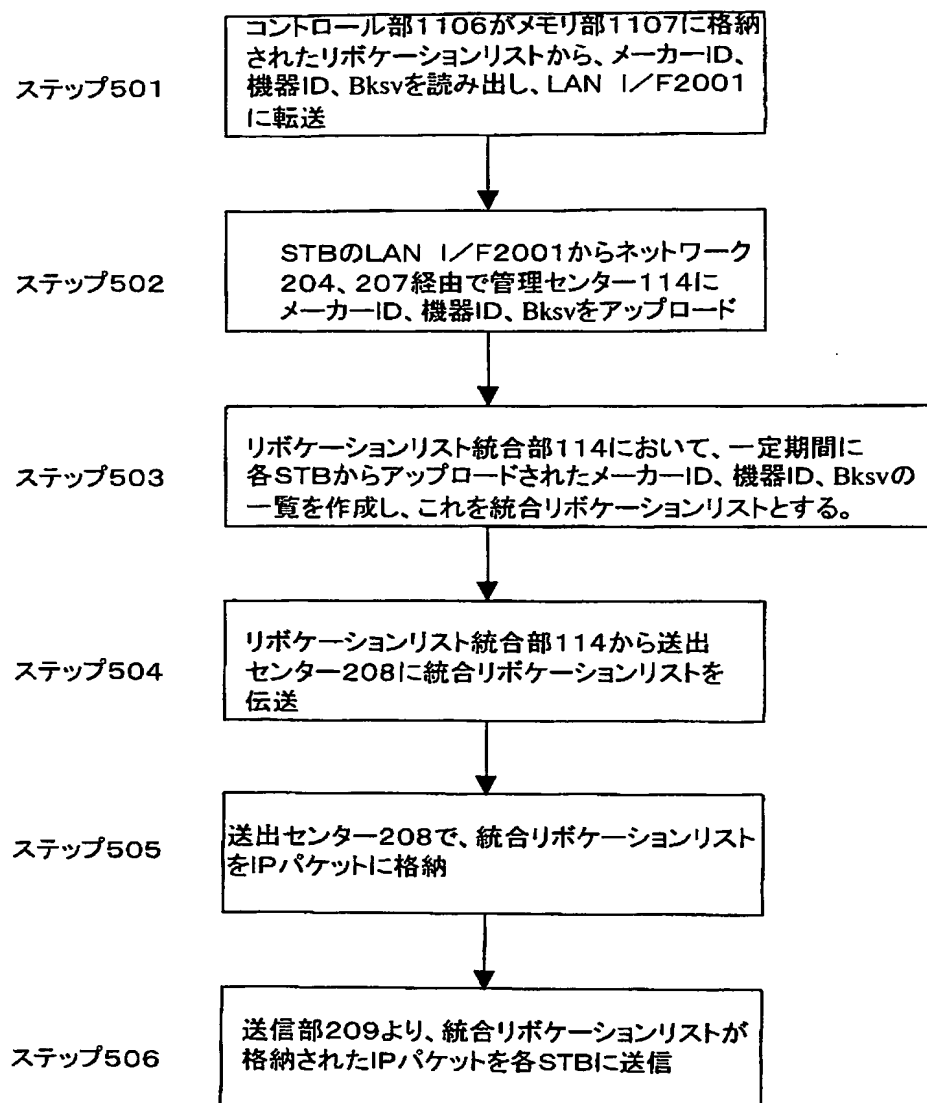 ステップ501
コントロール部1106がメモリ部1107に格納
されたリボケーションリストから、メーカーID、
機器ID、Bksvを読み出し、LAN I／F2001
に転送
ステップ502
STBのLAN I／F2001からネットワーク
204、207経由で管理センター114に
メーカーID、機器ID、Bksvをアップロード
ステップ503
リボケーションリスト統合部114において、一定期間に
各STBからアップロードされたメーカーID、機器ID、Bksvの
一覧を作成し、これを統合リボケーションリストとする。
ステップ504
リボケーションリスト統合部114から送出
センター208に統合リボケーションリストを
伝送
ステップ505
送出センター208で、統合リボケーションリスト
をIPパケットに格納
ステップ506
送信部209より、統合リボケーションリストが
格納されたIPパケットを各STBに送信